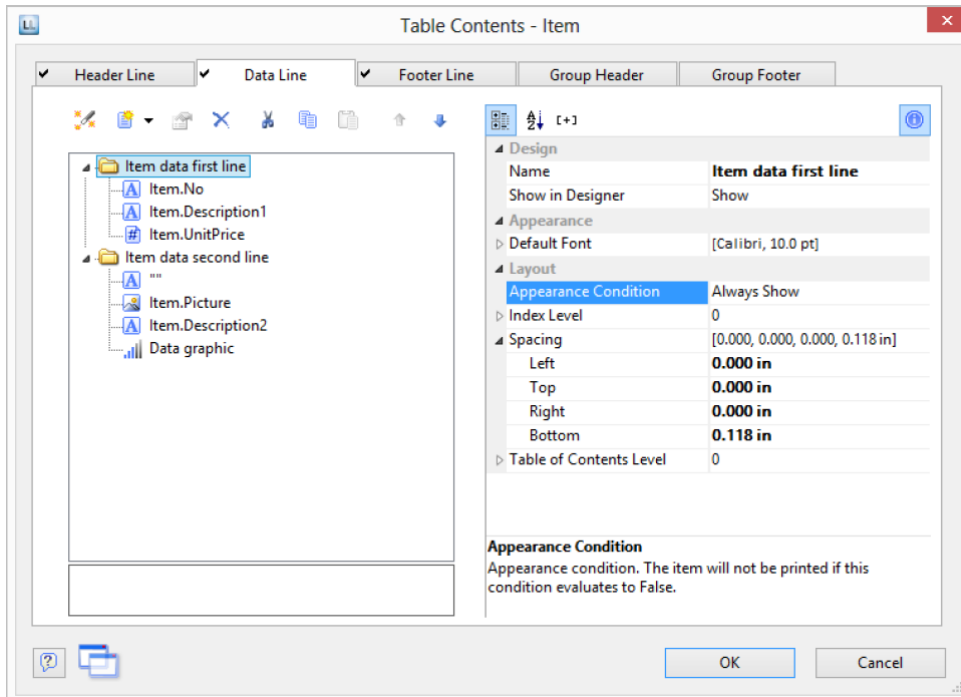 LL
Table Contents - Item
Header Line
Data Line
Footer Line
Group Header
Group Footer
Item data first line
A Item.No
A Item.Description1
# Item.UnitPrice
Item data second line
A ""
Item.Picture
A Item.Description2
Data graphic
A Z [+]
Design
Name Item data first line
Show in Designer Show
Appearance
Default Font [Calibri, 10.0 pt]
Layout
Appearance Condition Always Show
Index Level 0
Spacing [0.000, 0.000, 0.000, 0.118 in]
Left 0.000 in
Top 0.000 in
Right 0.000 in
Bottom 0.118 in
Table of Contents Level 0
Appearance Condition
Appearance condition. The item will not be printed if this
condition evaluates to False.
?
OK
Cancel